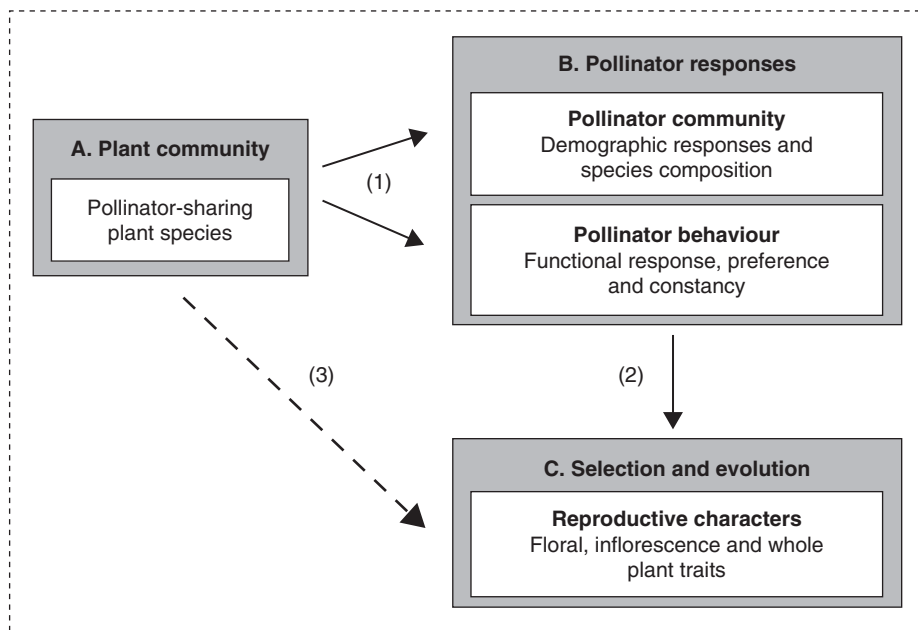 A. Plant community
Pollinator-sharing
plant species
(1)
B. Pollinator responses
Pollinator community
Demographic responses and
species composition
Pollinator behaviour
Functional response, preference
and constancy
(2)
(3)
C. Selection and evolution
Reproductive characters
Floral, inflorescence and whole
plant traits